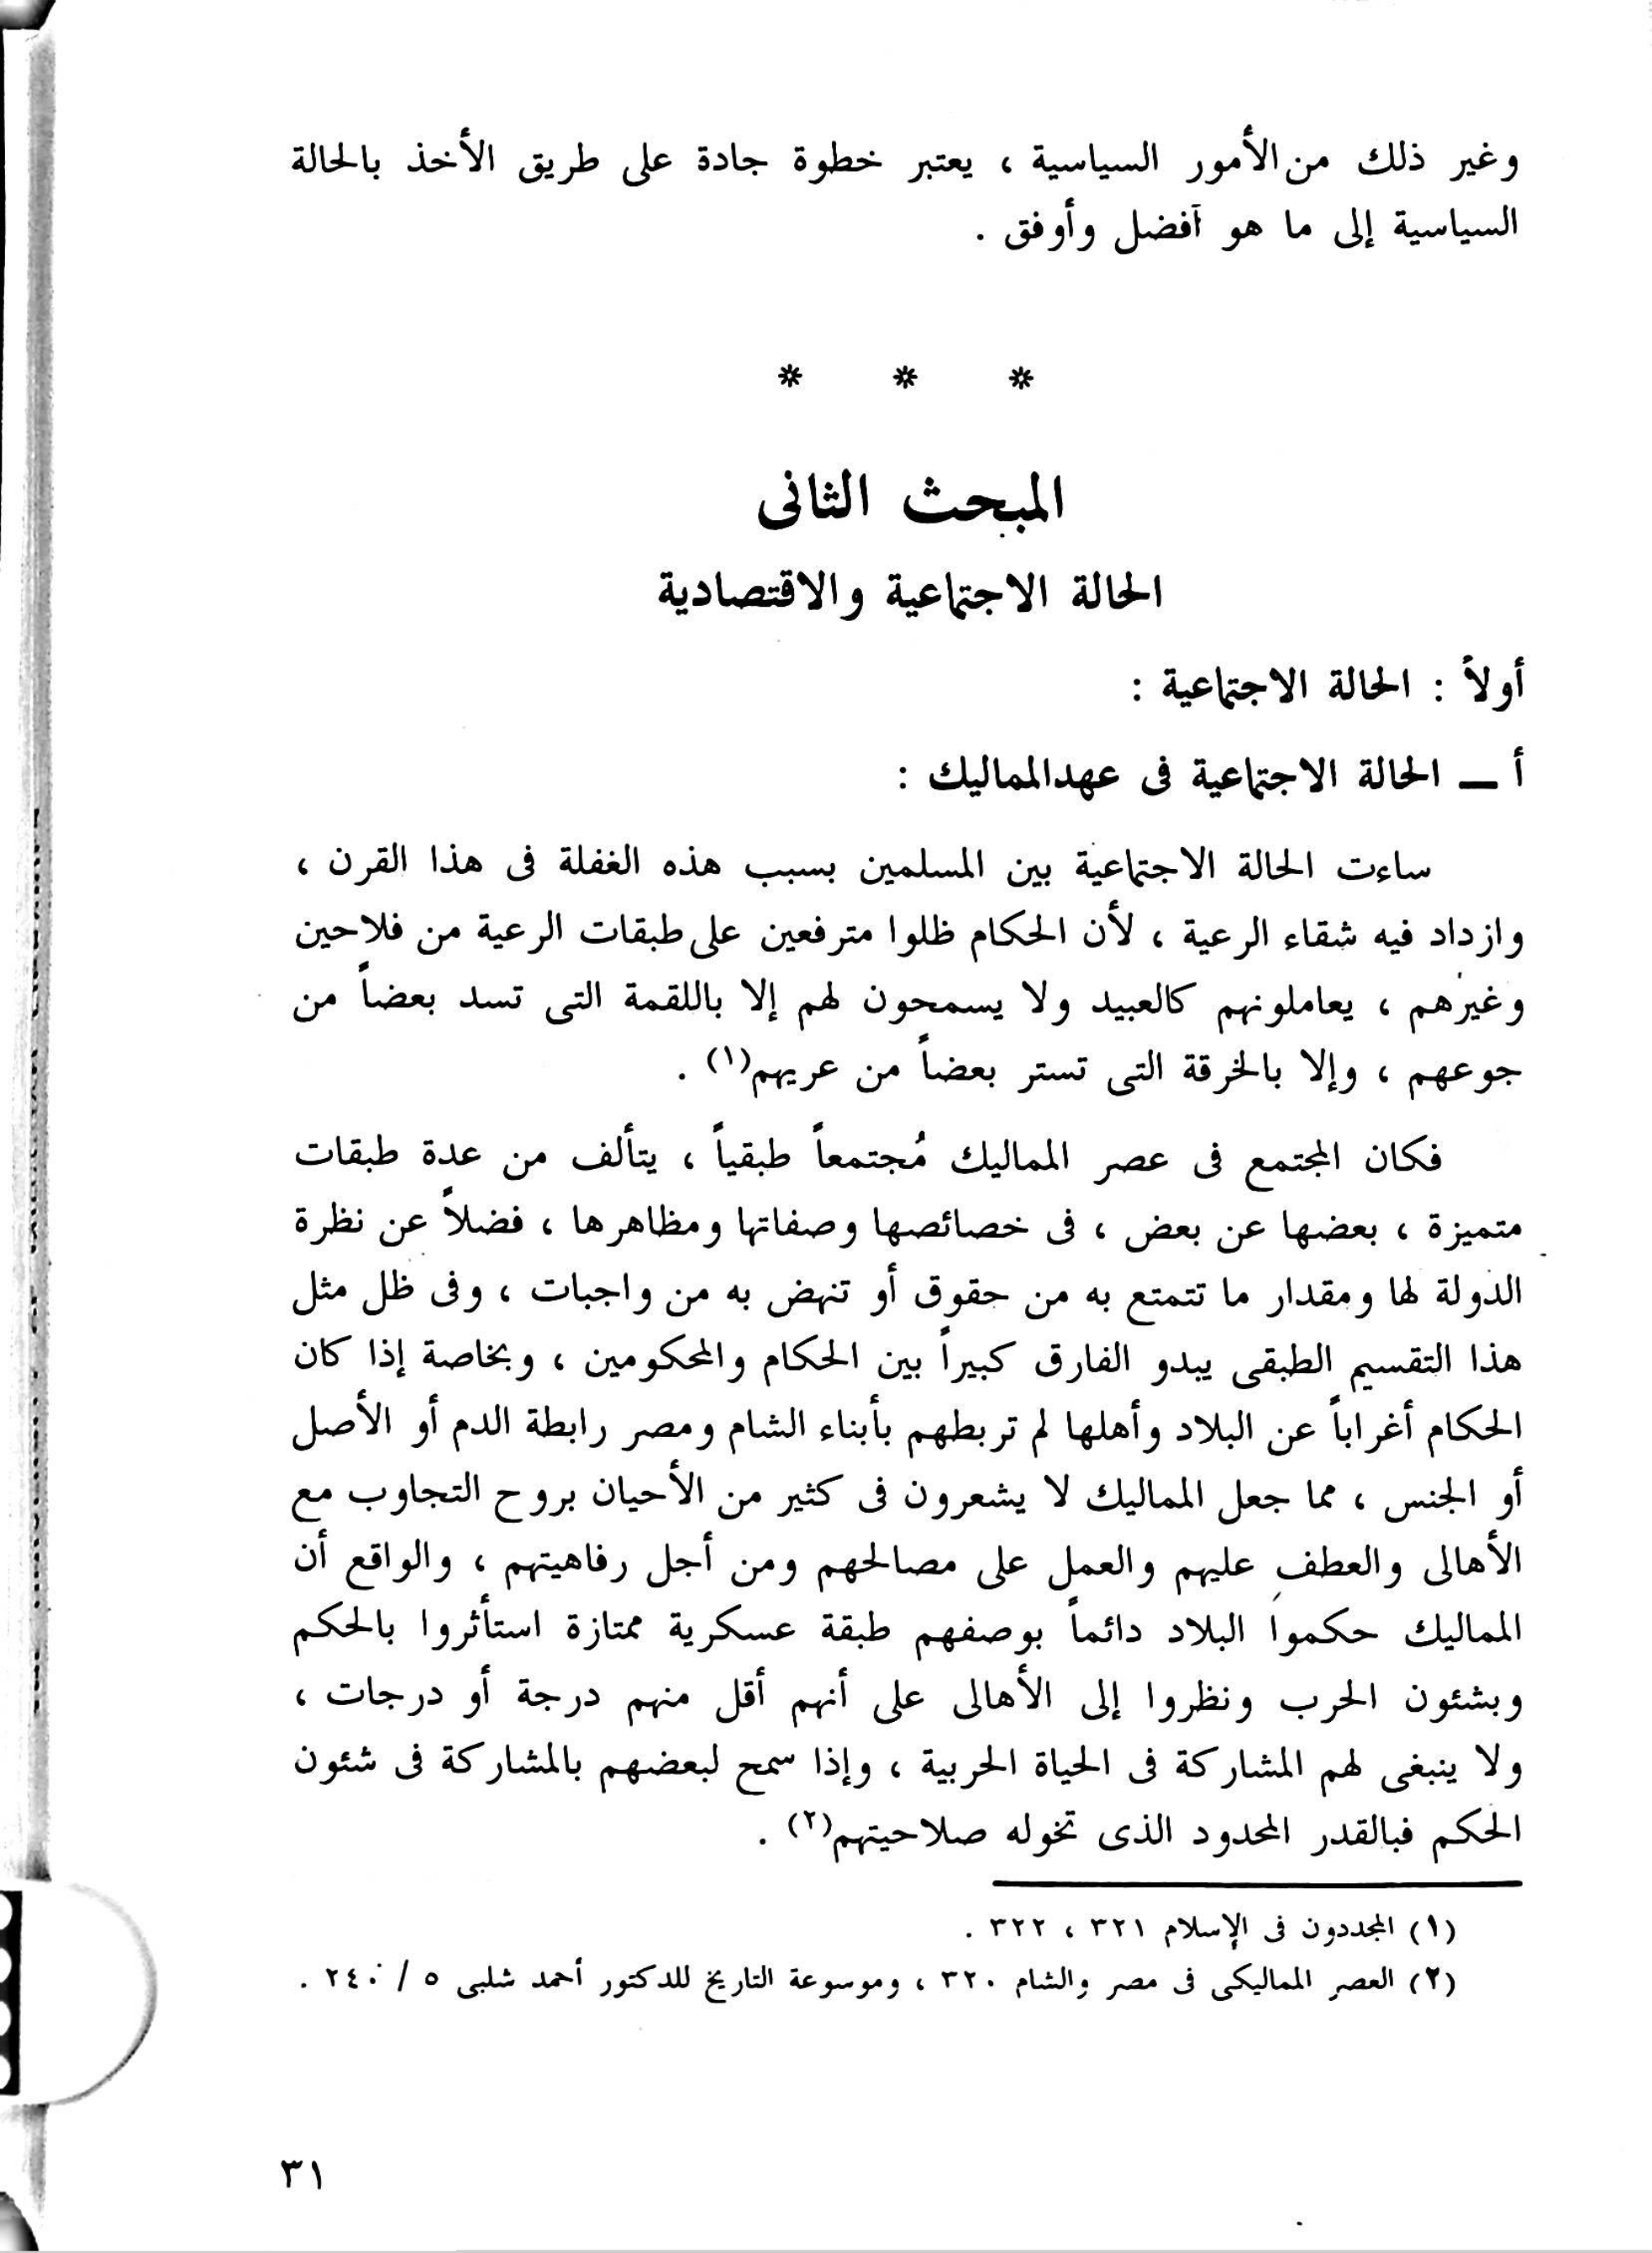 وغير ذلك من الأمور السياسية ، يعتبر خطوة جادة على طريق الأخذ بالحالة
السياسية إلى ما هو أفضل وأوفق .
* * *
المبحث الثانى
الحالة الاجتماعية والاقتصادية
أولاً : الحالة الاجتماعية :
أ ــ الحالة الاجتماعية فى عهد المماليك :
ساءت الحالة الاجتماعية بين المسلمين بسبب هذه الغفلة فى هذا القرن ،
وازداد فيه شقاء الرعية ، لأن الحكام ظلوا مترفعين على طبقات الرعية من فلاحين
وغيرهم ، يعاملونهم كالعبيد ولا يسمحون لهم إلا باللقمة التى تسد بعضاً من
جوعهم ، وإلا بالخرقة التى تستر بعضاً من عريهم(١) .
فكان المجتمع فى عصر المماليك مُجتمعاً طبقياً ، يتألف من عدة طبقات
متميزة ، بعضها عن بعض ، فى خصائصها وصفاتها ومظاهرها ، فضلاً عن نظرة
الدولة لها ومقدار ما تتمتع به من حقوق أو تنهض به من واجبات ، وفى ظل مثل
هذا التقسيم الطبقى يبدو الفارق كبيراً بين الحكام والمحكومين ، وبخاصة إذا كان
الحكام أغراباً عن البلاد وأهلها لم تربطهم بأبناء الشام ومصر رابطة الدم أو الأصل
أو الجنس ، مما جعل المماليك لا يشعرون فى كثير من الأحيان بروح التجاوب مع
الأهالى والعطف عليهم والعمل على مصالحهم ومن أجل رفاهيتهم ، والواقع أن
المماليك حكموا البلاد دائماً بوصفهم طبقة عسكرية ممتازة استأثروا بالحكم
وبشئون الحرب ونظروا إلى الأهالى على أنهم أقل منهم درجة أو درجات ،
ولا ينبغى لهم المشاركة فى الحياة الحربية ، وإذا سمح لبعضهم بالمشاركة فى شئون
الحكم فبالقدر المحدود الذى تخوله صلاحيتهم(٢) .
(١) المجددون فى الإسلام ٣٢١ ، ٣٢٢ .
(٢) العصر المماليكى فى مصر والشام ٣٢٠ ، وموسوعة التاريخ للدكتور أحمد شلبى ٥ / ٢٤٠ .
٣١